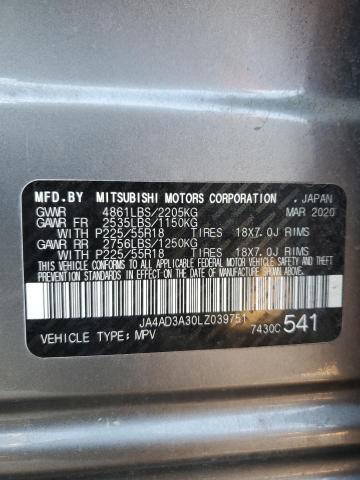 MFD.BY MITSUBISHI MOTORS CORPORATION . JAPAN
GVWR 4861LBS/2205KG MAR 2020
GAWR FR 2535LBS/1150KG
WITH P225/55R18 TIRES 18X7.0J RIMS
GAWR RR 2756LBS/1250KG
WITH P225/55R18 TIRES 18X7.0J RIMS
THIS VEHICLE CONFORMS TO ALL APPLICABLE FEDERAL MOTOR VEHICLE SAFETY, BUMPER AND THEFT PREVENTION STANDARDS IN EFFECT ON THE DATE OF MANUFACTURE SHOWN ABOVE.
JA4AD3A30LZ039751
VEHICLE TYPE: MPV 7430C 541